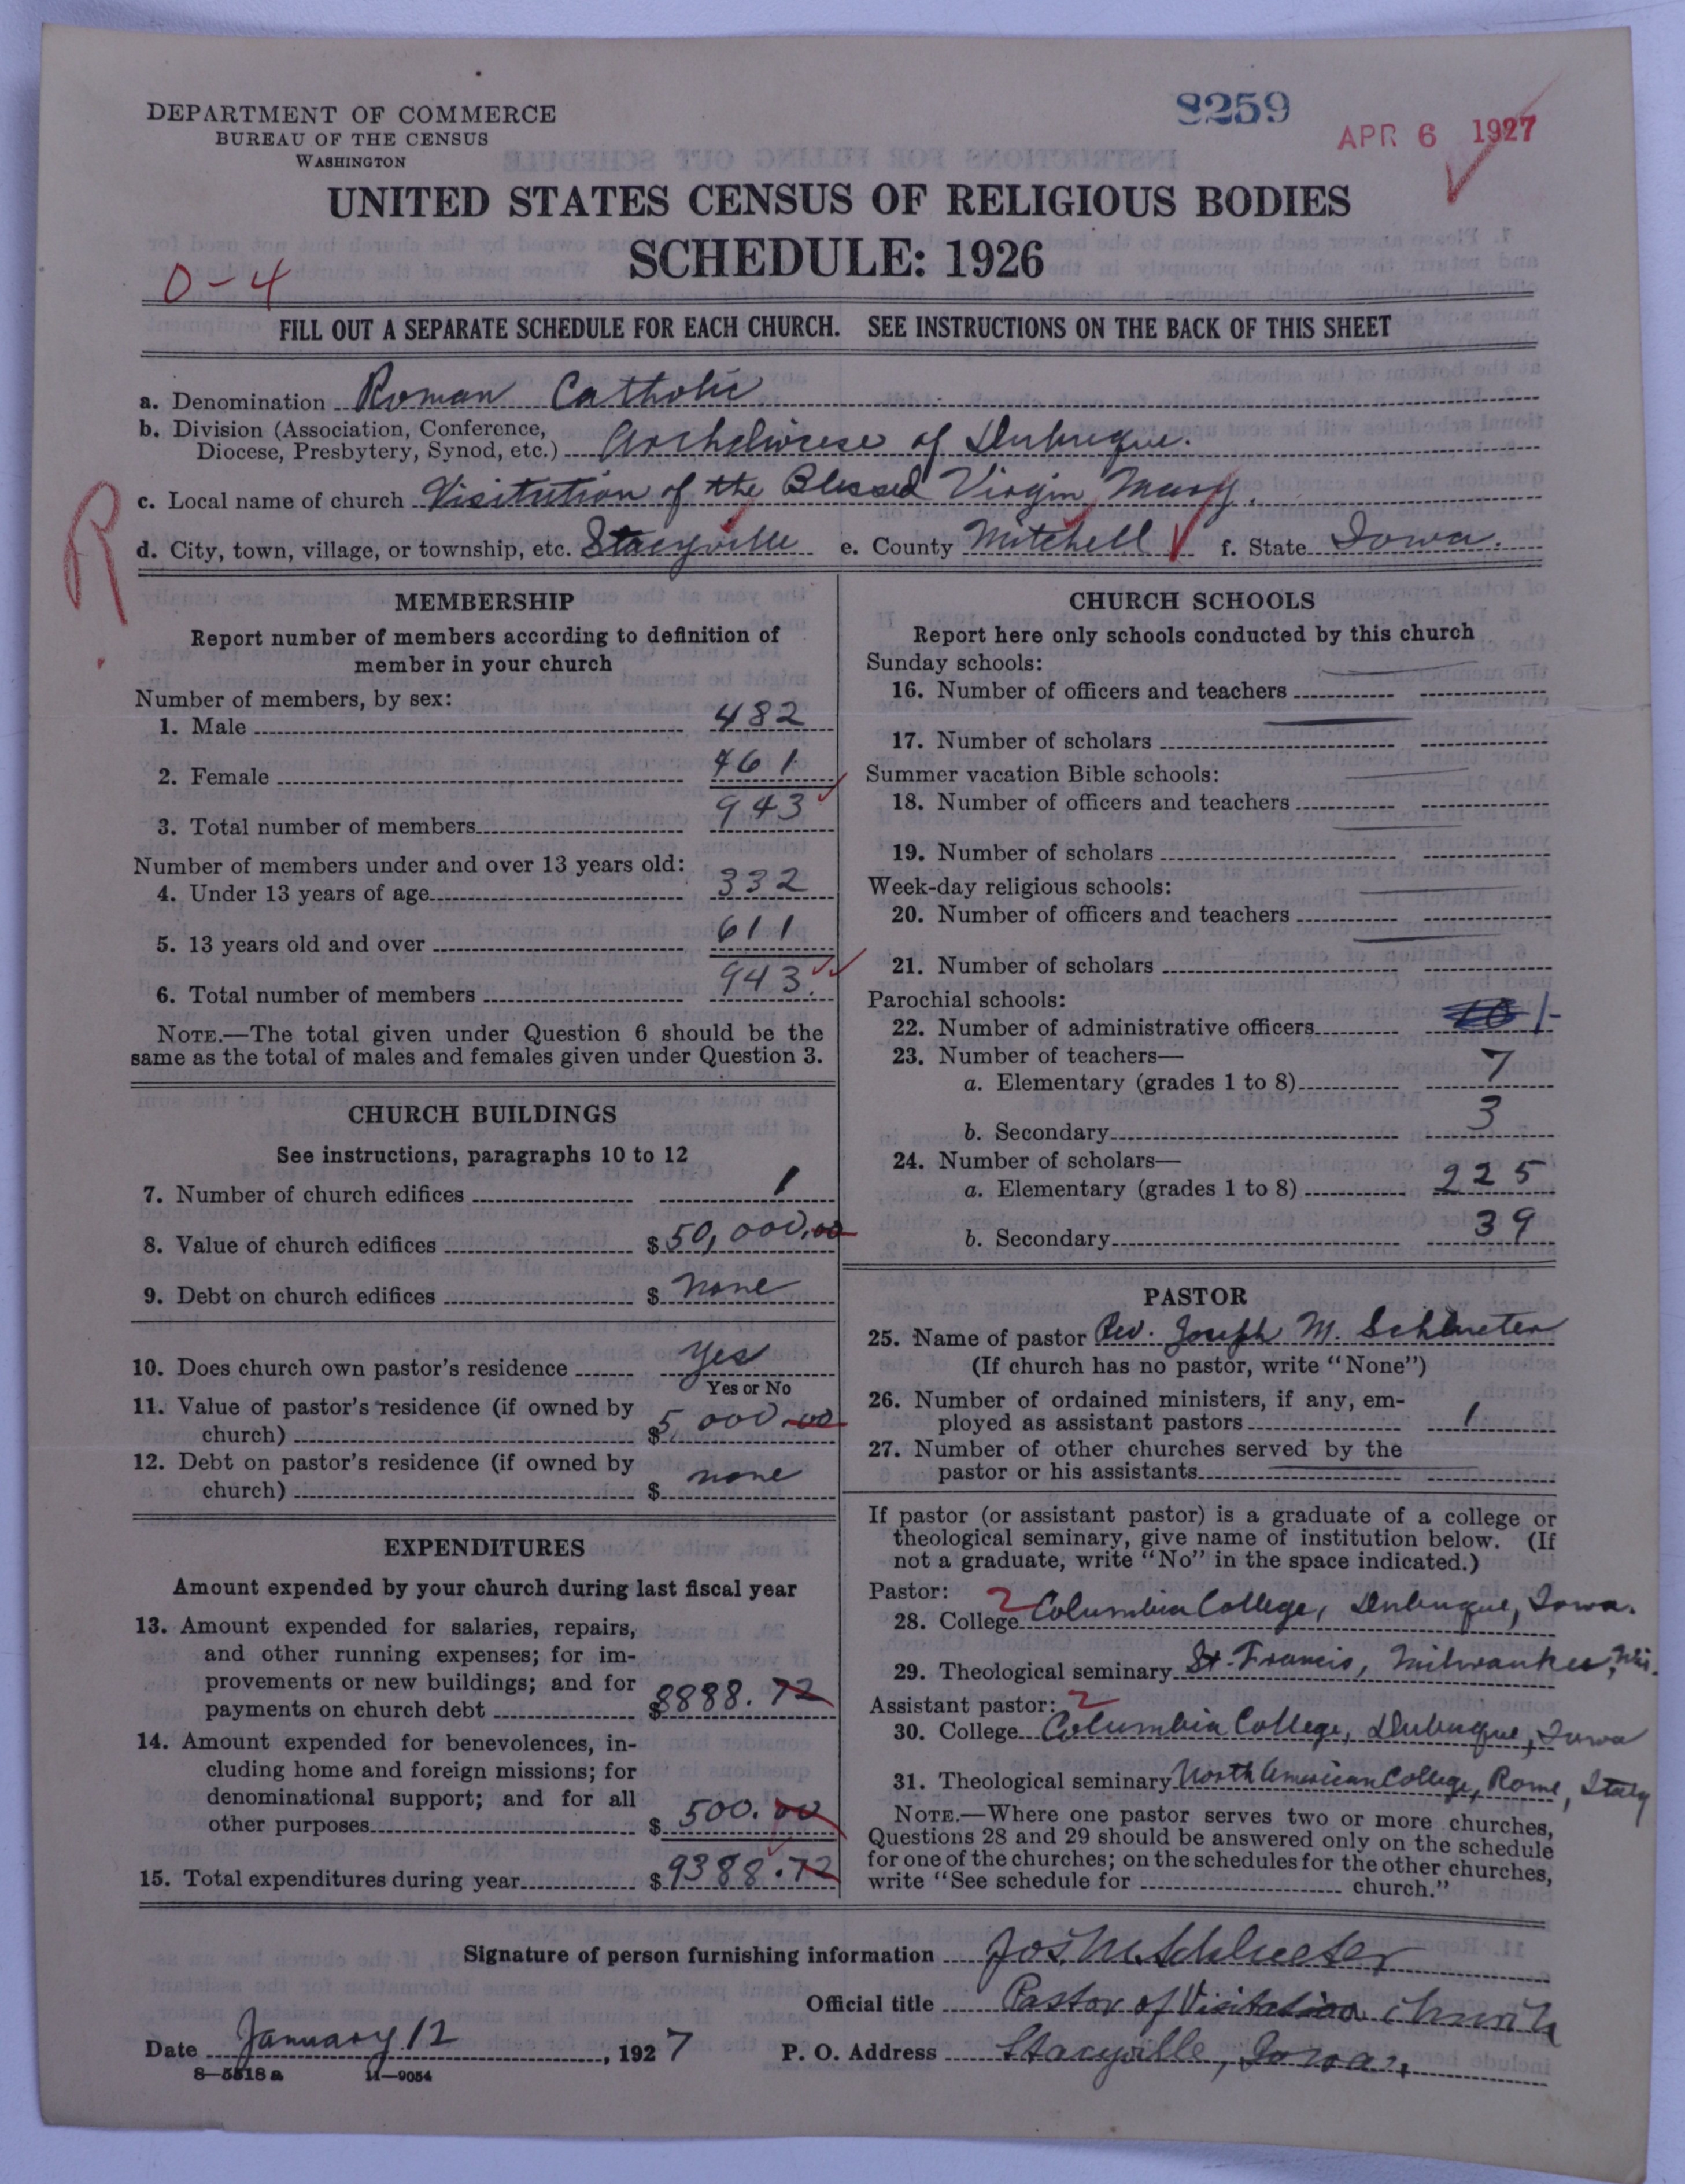 8259
APR 6 1927
DEPARTMENT OF COMMERCE
BUREAU OF THE CENSUS
WASHINGTON
UNITED STATES CENSUS OF RELIGIOUS BODIES
SCHEDULE: 1926
0-4
FILL OUT A SEPARATE SCHEDULE FOR EACH CHURCH. SEE INSTRUCTIONS ON THE BACK OF THIS SHEET
a. Denomination Roman Catholic
b. Division (Association, Conference,
Diocese, Presbytery, Synod, etc.) Archdiocese of Dubuque.
c. Local name of church Visitution of the Blessed Virgin Mary.
d. City, town, village, or township, etc. Stacyville e. County Mitchell f. State Iowa.
R
MEMBERSHIP
Report number of members according to definition of
member in your church
Number of members, by sex:
1. Male 482
2. Female 461
3. Total number of members 943
Number of members under and over 13 years old:
4. Under 13 years of age 332
5. 13 years old and over 611
6. Total number of members 943.
NOTE.—The total given under Question 6 should be the
same as the total of males and females given under Question 3.
CHURCH BUILDINGS
See instructions, paragraphs 10 to 12
7. Number of church edifices 1
8. Value of church edifices $50,000.00
9. Debt on church edifices $ none
10. Does church own pastor's residence Yes
Yes or No
11. Value of pastor's residence (if owned by
church) $5,000.00
12. Debt on pastor's residence (if owned by
church) $ none
EXPENDITURES
Amount expended by your church during last fiscal year
13. Amount expended for salaries, repairs,
and other running expenses; for im-
provements or new buildings; and for
payments on church debt $8888.72
14. Amount expended for benevolences, in-
cluding home and foreign missions; for
denominational support; and for all
other purposes $ 500.00
15. Total expenditures during year $9388.72
CHURCH SCHOOLS
Report here only schools conducted by this church
Sunday schools:
16. Number of officers and teachers
17. Number of scholars
Summer vacation Bible schools:
18. Number of officers and teachers
19. Number of scholars
Week-day religious schools:
20. Number of officers and teachers
21. Number of scholars
Parochial schools:
22. Number of administrative officers 1-
23. Number of teachers—
a. Elementary (grades 1 to 8) 7
b. Secondary 3
24. Number of scholars—
a. Elementary (grades 1 to 8) 225
b. Secondary 39
PASTOR
25. Name of pastor Rev. Joseph M. Schlueter
(If church has no pastor, write "None")
26. Number of ordained ministers, if any, em-
ployed as assistant pastors 1
27. Number of other churches served by the
pastor or his assistants
If pastor (or assistant pastor) is a graduate of a college or
theological seminary, give name of institution below. (If
not a graduate, write "No" in the space indicated.)
Pastor: 2
28. College Columbia College, Dubuque, Iowa.
29. Theological seminary St. Francis, Milwaukee, Wis.
Assistant pastor: 2
30. College Columbia College, Dubuque, Iowa
31. Theological seminary North American College, Rome, Italy
NOTE.—Where one pastor serves two or more churches,
Questions 28 and 29 should be answered only on the schedule
for one of the churches; on the schedules for the other churches,
write "See schedule for church."
Signature of person furnishing information Jos. M. Schlueter
Official title Pastor of Visitation church
Date January 12, 1927 P. O. Address Stacyville, Iowa.
8—5518a 11—9054